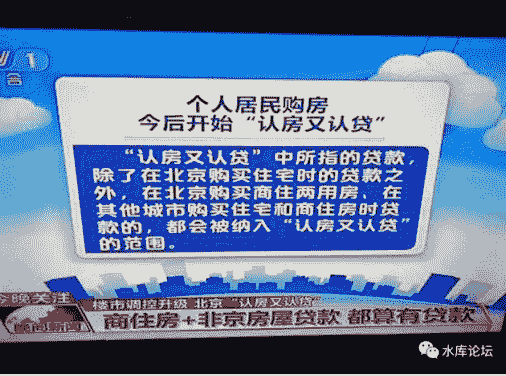 1
个人居民购房
今后开始“认房又认贷”
“认房又认贷”中所指的贷款，
除了在北京购买住宅时的贷款之
外，在北京购买商住两用房、在
其他城市购买住宅和商住房时贷
款的，都会被纳入“认房又认贷”
的范围。
今晚关注
楼市调控升级 北京“认房又认贷”
商住房+非京房屋贷款 都算有贷款
水库论坛